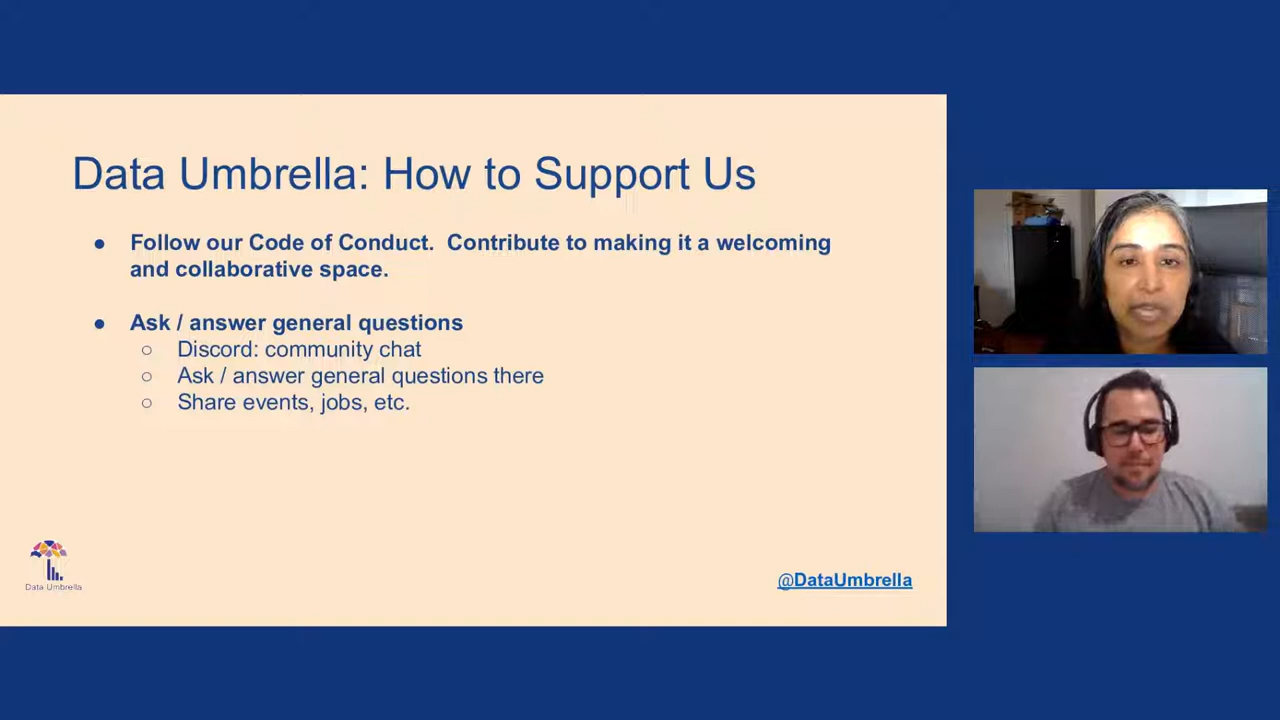 Data Umbrella: How to Support Us
● Follow our Code of Conduct.  Contribute to making it a welcoming
and collaborative space.
● Ask / answer general questions
○ Discord: community chat
○ Ask / answer general questions there
○ Share events, jobs, etc.
Data Umbrella
@DataUmbrella